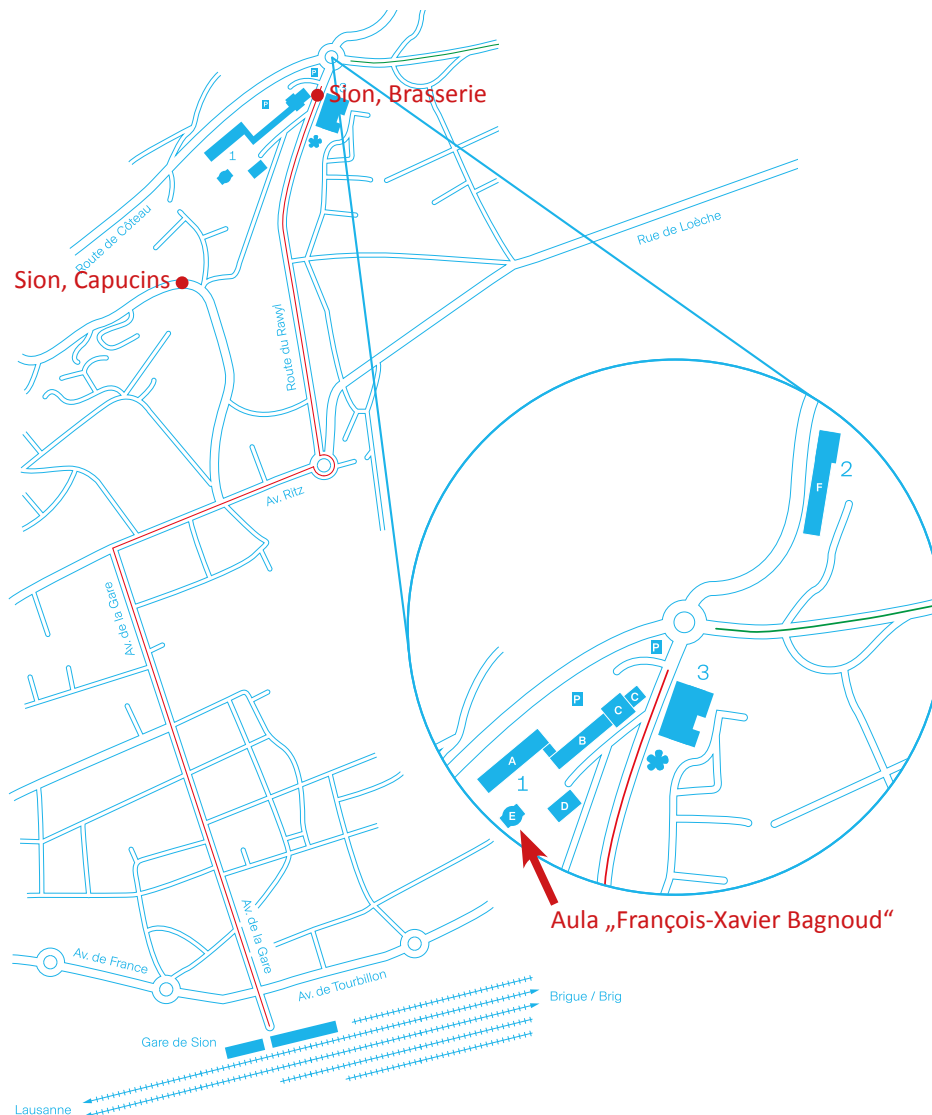 P
Sion, Brasserie
3
P
1
Route de Côteau
Rue de Loèche
Sion, Capucins
Route du Rawyl
Av. Ritz
Av. de la Gare
2
F
P
3
P
C
C
B
A
1
D
E
Aula „François-Xavier Bagnoud“
Av. de la Gare
Av. de France
Av. de Tourbillon
Brigue / Brig
Gare de Sion
Lausanne